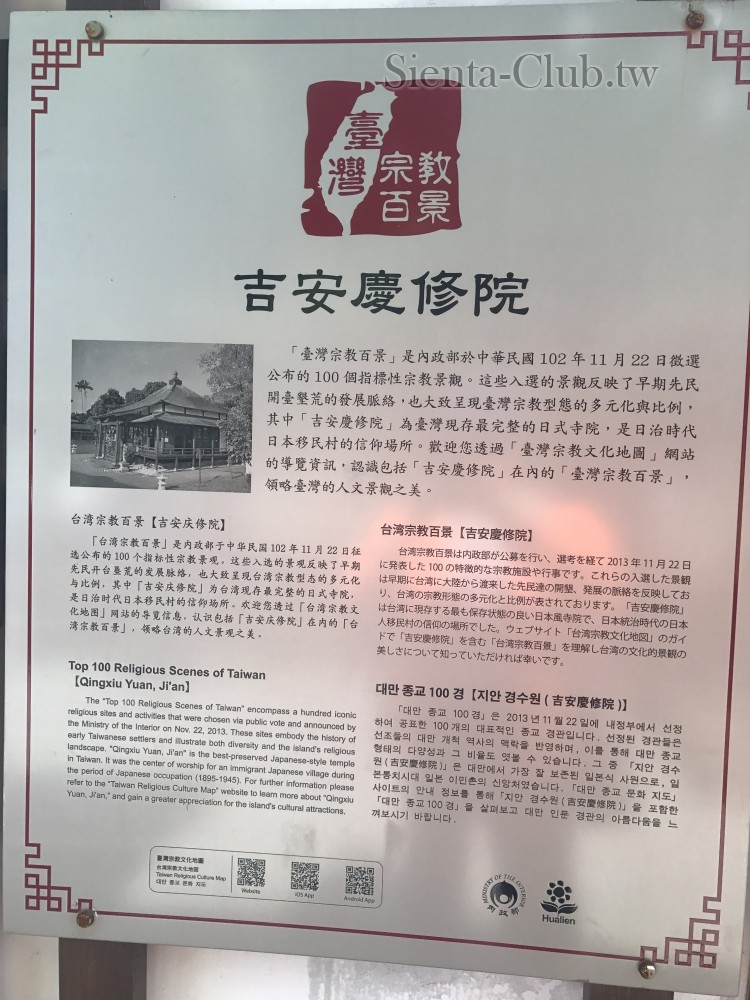 Sienta-Club.tw
臺灣
宗教
百景
吉安慶修院
「臺灣宗教百景」是內政部於中華民國 102 年 11 月 22 日徵選
公布的 100 個指標性宗教景觀。這些入選的景觀反映了早期先民
開臺墾荒的發展脈絡，也大致呈現臺灣宗教型態的多元化與比例，
其中「吉安慶修院」為臺灣現存最完整的日式寺院，是日治時代
日本移民村的信仰場所。歡迎您透過「臺灣宗教文化地圖」網站
的導覽資訊，認識包括「吉安慶修院」在內的「臺灣宗教百景」，
領略臺灣的人文景觀之美。
台湾宗教百景【吉安庆修院】
「台湾宗教百景」是内政部于中华民国 102 年 11 月 22 日征
选公布的 100 个指标性宗教景观。这些入选的景观反映了早期
先民开台垦荒的发展脉络，也大致呈现台湾宗教型态的多元化
与比例，其中「吉安庆修院」为台湾现存最完整的日式寺院，
是日治时代日本移民村的信仰场所。欢迎您透过「台湾宗教文
化地图」网站的导览信息，认识包括「吉安庆修院」在内的「台
湾宗教百景」，领略台湾的人文景观之美。
Top 100 Religious Scenes of Taiwan
【Qingxiu Yuan, Ji'an】
The "Top 100 Religious Scenes of Taiwan" encompass a hundred iconic
religious sites and activities that were chosen via public vote and announced by
the Ministry of the Interior on Nov. 22, 2013. These sites embody the history of
early Taiwanese settlers and illustrate both diversity and the island's religious
landscape. "Qingxiu Yuan, Ji'an" is the best-preserved Japanese-style temple
in Taiwan. It was the center of worship for an immigrant Japanese village during
the period of Japanese occupation (1895-1945). For further information please
refer to the "Taiwan Religious Culture Map" website to learn more about "Qingxiu
Yuan, Ji'an," and gain a greater appreciation for the island's cultural attractions.
台湾宗教百景【吉安慶修院】
台湾宗教百景は内政部が公募を行い、選考を経て 2013 年 11 月 22 日
に発表した 100 の特徴的な宗教施設や行事です。これらの入選した景観
は早期に台湾に大陸から渡来した先民達の開墾、発展の脈絡を反映してお
り、台湾の宗教形態の多元化と比例が表されております。「吉安慶修院」
は台湾に現存する最も保存状態の良い日本風寺院で、日本統治時代の日本
人移民村の信仰の場所でした。ウェブサイト「台湾宗教文化地図」のガイ
ドで「吉安慶修院」を含む「台湾宗教百景」を理解し台湾の文化的景観の
美しさについて知っていただければ幸いです。
대만 종교 100 경【지안 경수원 ( 吉安慶修院 )】
「대만 종교 100 경」은 2013 년 11 월 22 일에 내정부에서 선정
하여 공표한 100 개의 대표적인 종교 경관입니다. 선정된 경관들은
선조들의 대만 개척 역사의 맥락을 반영하며, 이를 통해 대만 종교
형태의 다양성과 그 비율도 엿볼 수 있습니다. 그 중 「지안 경수
원 ( 吉安慶修院 )」은 대만에서 가장 잘 보존된 일본식 사원으로, 일
본통치시대 일본 이민촌의 신앙처였습니다. 「대만 종교 문화 지도」
사이트의 안내 정보를 통해 「지안 경수원 ( 吉安慶修院 )」을 포함한
「대만 종교 100 경」을 살펴보고 대만 인문 경관의 아름다움을 느
껴보시기 바랍니다.
臺灣宗教文化地圖
台湾宗教文化地図
Taiwan Religious Culture Map
대만 종교 문화 지도
Website
iOS App
Android App
MINISTRY OF THE INTERIOR
內政部
Hualien